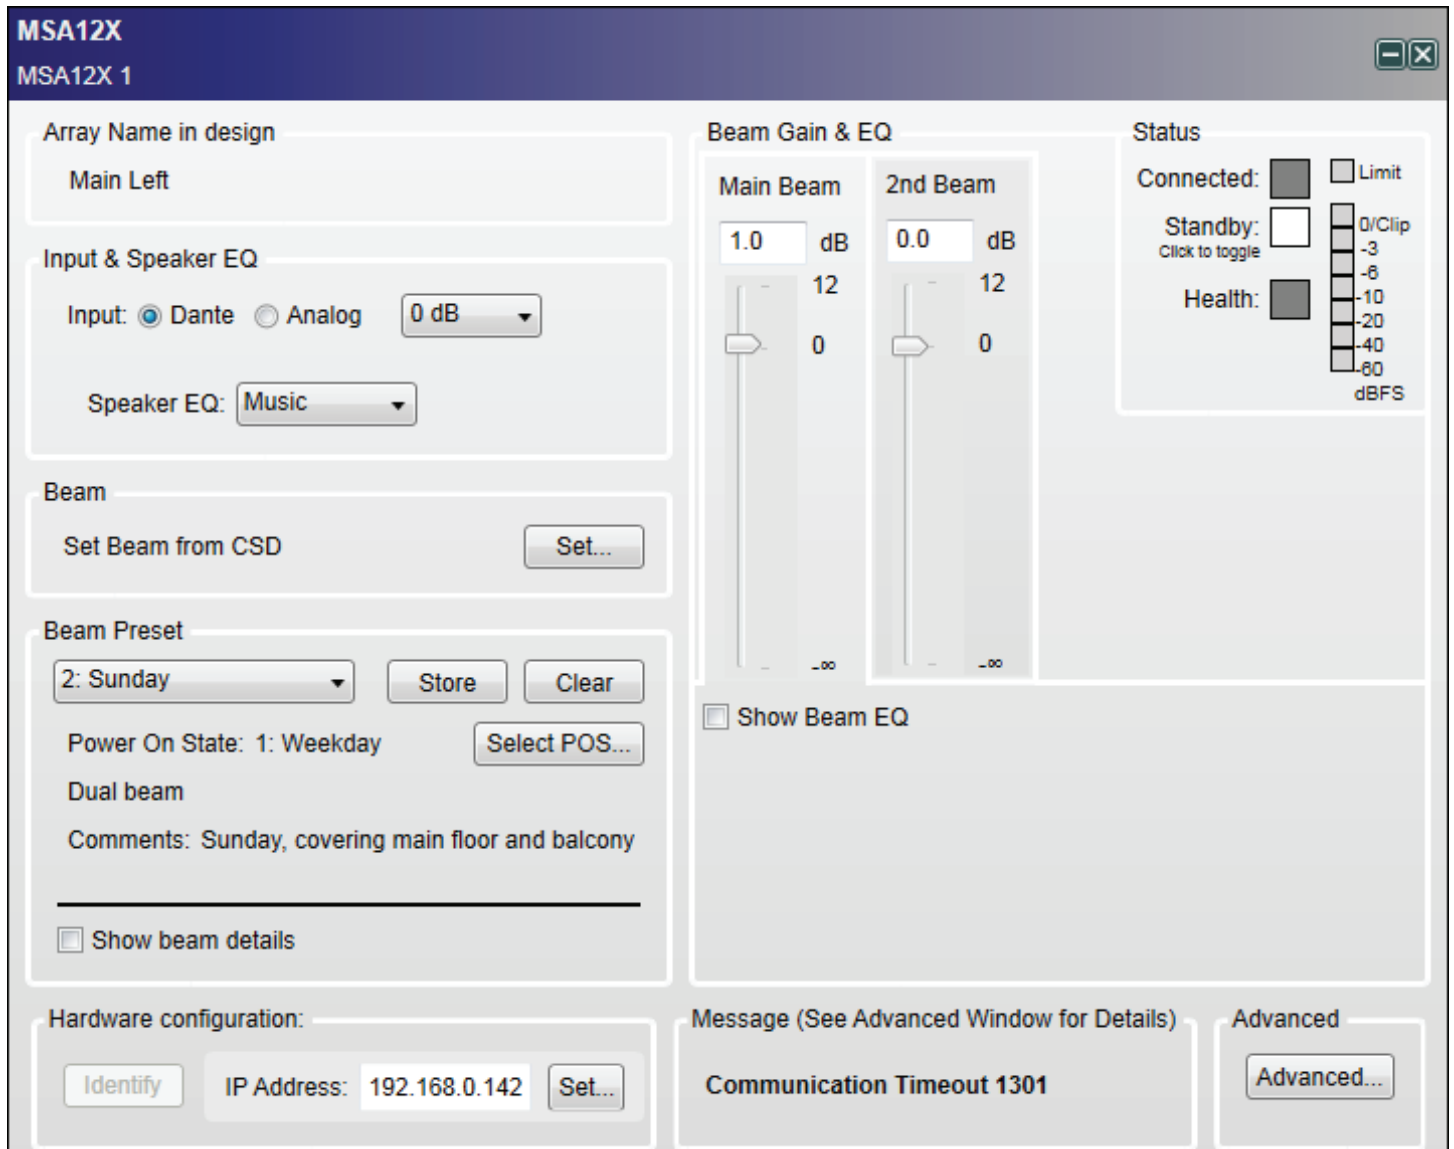 MSA12X
MSA12X 1
Array Name in design
Main Left
Input & Speaker EQ
Input: Dante Analog 0 dB
Speaker EQ: Music
Beam
Set Beam from CSD Set...
Beam Preset
2: Sunday Store Clear
Power On State: 1: Weekday Select POS...
Dual beam
Comments: Sunday, covering main floor and balcony
Show beam details
Beam Gain & EQ
Main Beam 2nd Beam
1.0 dB 0.0 dB
12 12
0 0
-∞ -∞
Show Beam EQ
Status
Connected: Limit
Standby:
Click to toggle
Health:
0/Clip
-3
-6
-10
-20
-40
-60
dBFS
Hardware configuration:
Identify IP Address: 192.168.0.142 Set...
Message (See Advanced Window for Details)
Communication Timeout 1301
Advanced
Advanced...